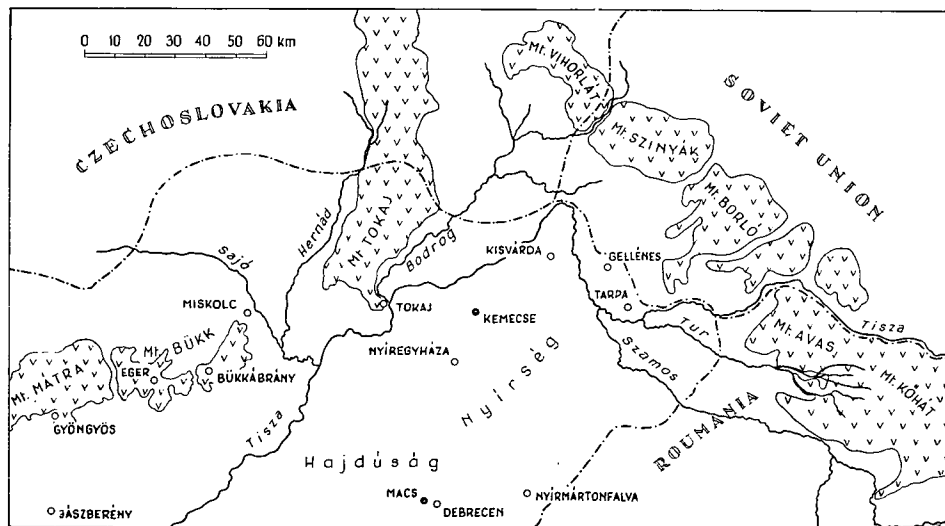 0 10 20 30 40 50 60 km
CZECHOSLOVAKIA
SOVIET UNION
Mt. VIHORLÁT
Mt. SZINYÁK
Mt. BORLÓ
Hernád
Mt. TOKAJ
Bodrog
Sajó
KISVÁRDA
GELLÉNES
MISKOLC
TOKAJ
KEMECSE
TARPA
Tur
Mt. AVAS
Tisza
Mt. BÜKK
NYÍREGYHÁZA
Szamos
Mt. MÁTRA
EGER
BÜKKÁBRÁNY
Nyírség
Mt. KŐHÁT
GYÖNGYÖS
Tisza
ROUMANIA
Hajdúság
MACS
DEBRECEN
NYÍRMÁRTONFALVA
JÁSZBERÉNY